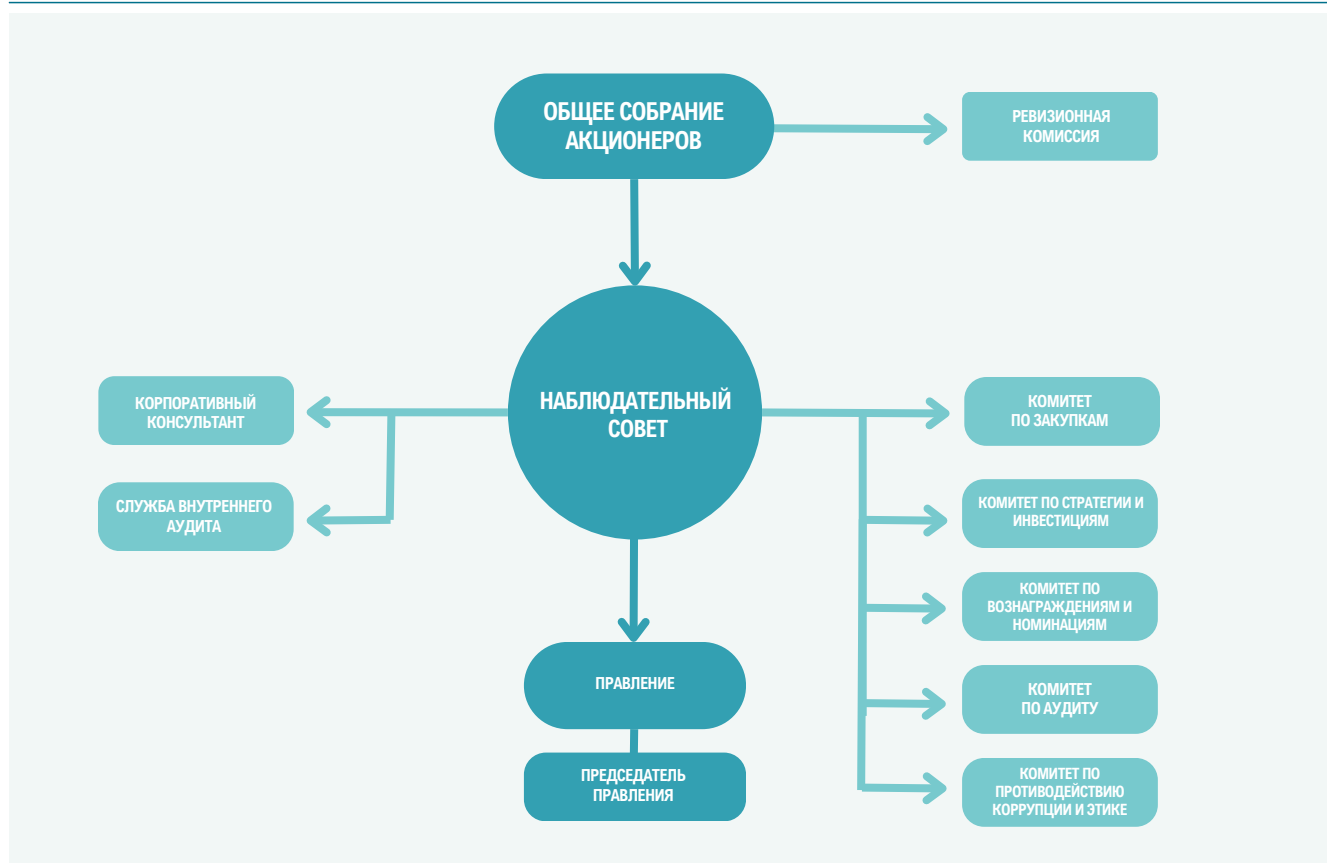 ОБЩЕЕ СОБРАНИЕ
АКЦИОНЕРОВ
РЕВИЗИОННАЯ
КОМИССИЯ
НАБЛЮДАТЕЛЬНЫЙ
СОВЕТ
КОРПОРАТИВНЫЙ
КОНСУЛЬТАНТ
СЛУЖБА ВНУТРЕННЕГО
АУДИТА
КОМИТЕТ
ПО ЗАКУПКАМ
КОМИТЕТ ПО СТРАТЕГИИ И
ИНВЕСТИЦИЯМ
КОМИТЕТ ПО
ВОЗНАГРАЖДЕНИЯМ И
НОМИНАЦИЯМ
КОМИТЕТ
ПО АУДИТУ
КОМИТЕТ ПО
ПРОТИВОДЕЙСТВИЮ
КОРРУПЦИИ И ЭТИКЕ
ПРАВЛЕНИЕ
ПРЕДСЕДАТЕЛЬ
ПРАВЛЕНИЯ